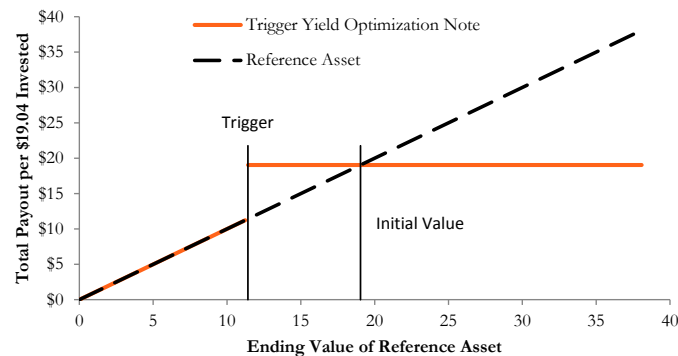 Trigger Yield Optimization Note
Reference Asset
Total Payout per $19.04 Invested
$40
$35
$30
$25
$20
$15
$10
$5
$0
Trigger
Initial Value
0 5 10 15 20 25 30 35 40
Ending Value of Reference Asset